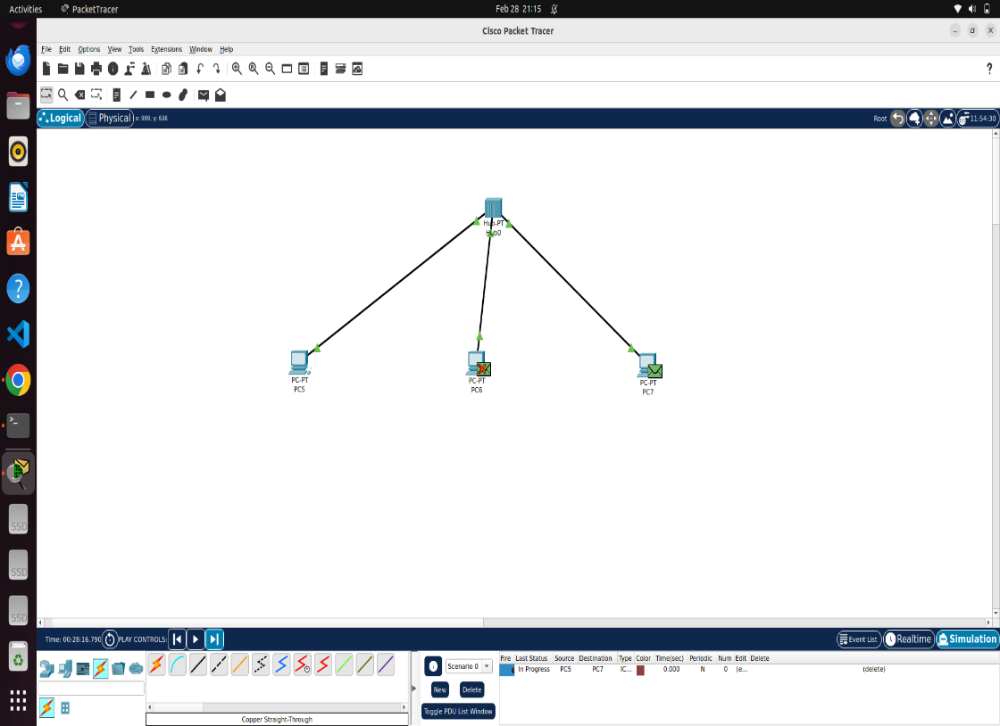 Activities PacketTracer Feb 28 21:15
Cisco Packet Tracer
File Edit Options View Tools Extensions Window Help
?
Logical Physical x: 999, y: 638 Root 11:54:30
Hub-PT
Hub0
PC-PT
PC5
PC-PT
PC6
PC-PT
PC7
SSD
SSD
SSD
Time: 00:28:16.790 PLAY CONTROLS: Event List Realtime Simulation
Scenario 0
New Delete
Toggle PDU List Window
Fire Last Status Source Destination Type Color Time(sec) Periodic Num Edit Delete
In Progress PC5 PC7 IC... 0.000 N 0 (e... (delete)
Copper Straight-Through